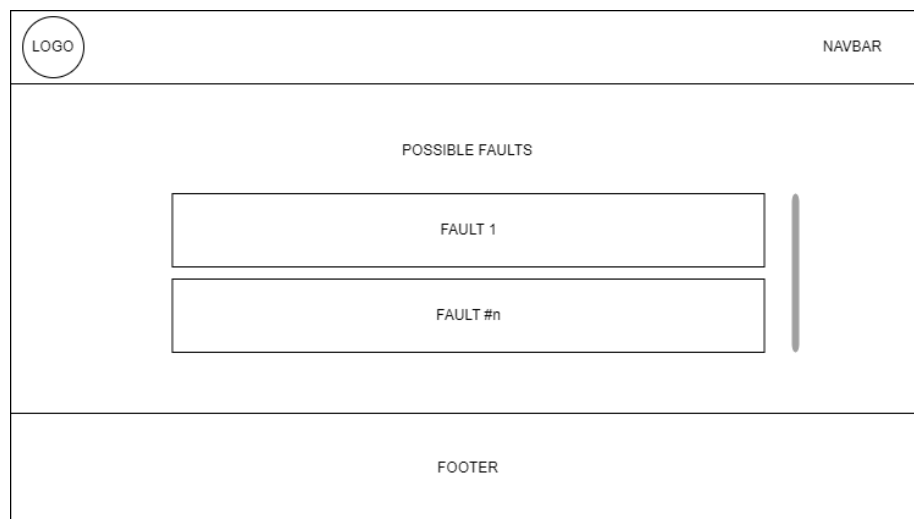 LOGO
NAVBAR
POSSIBLE FAULTS
FAULT 1
FAULT #n
FOOTER